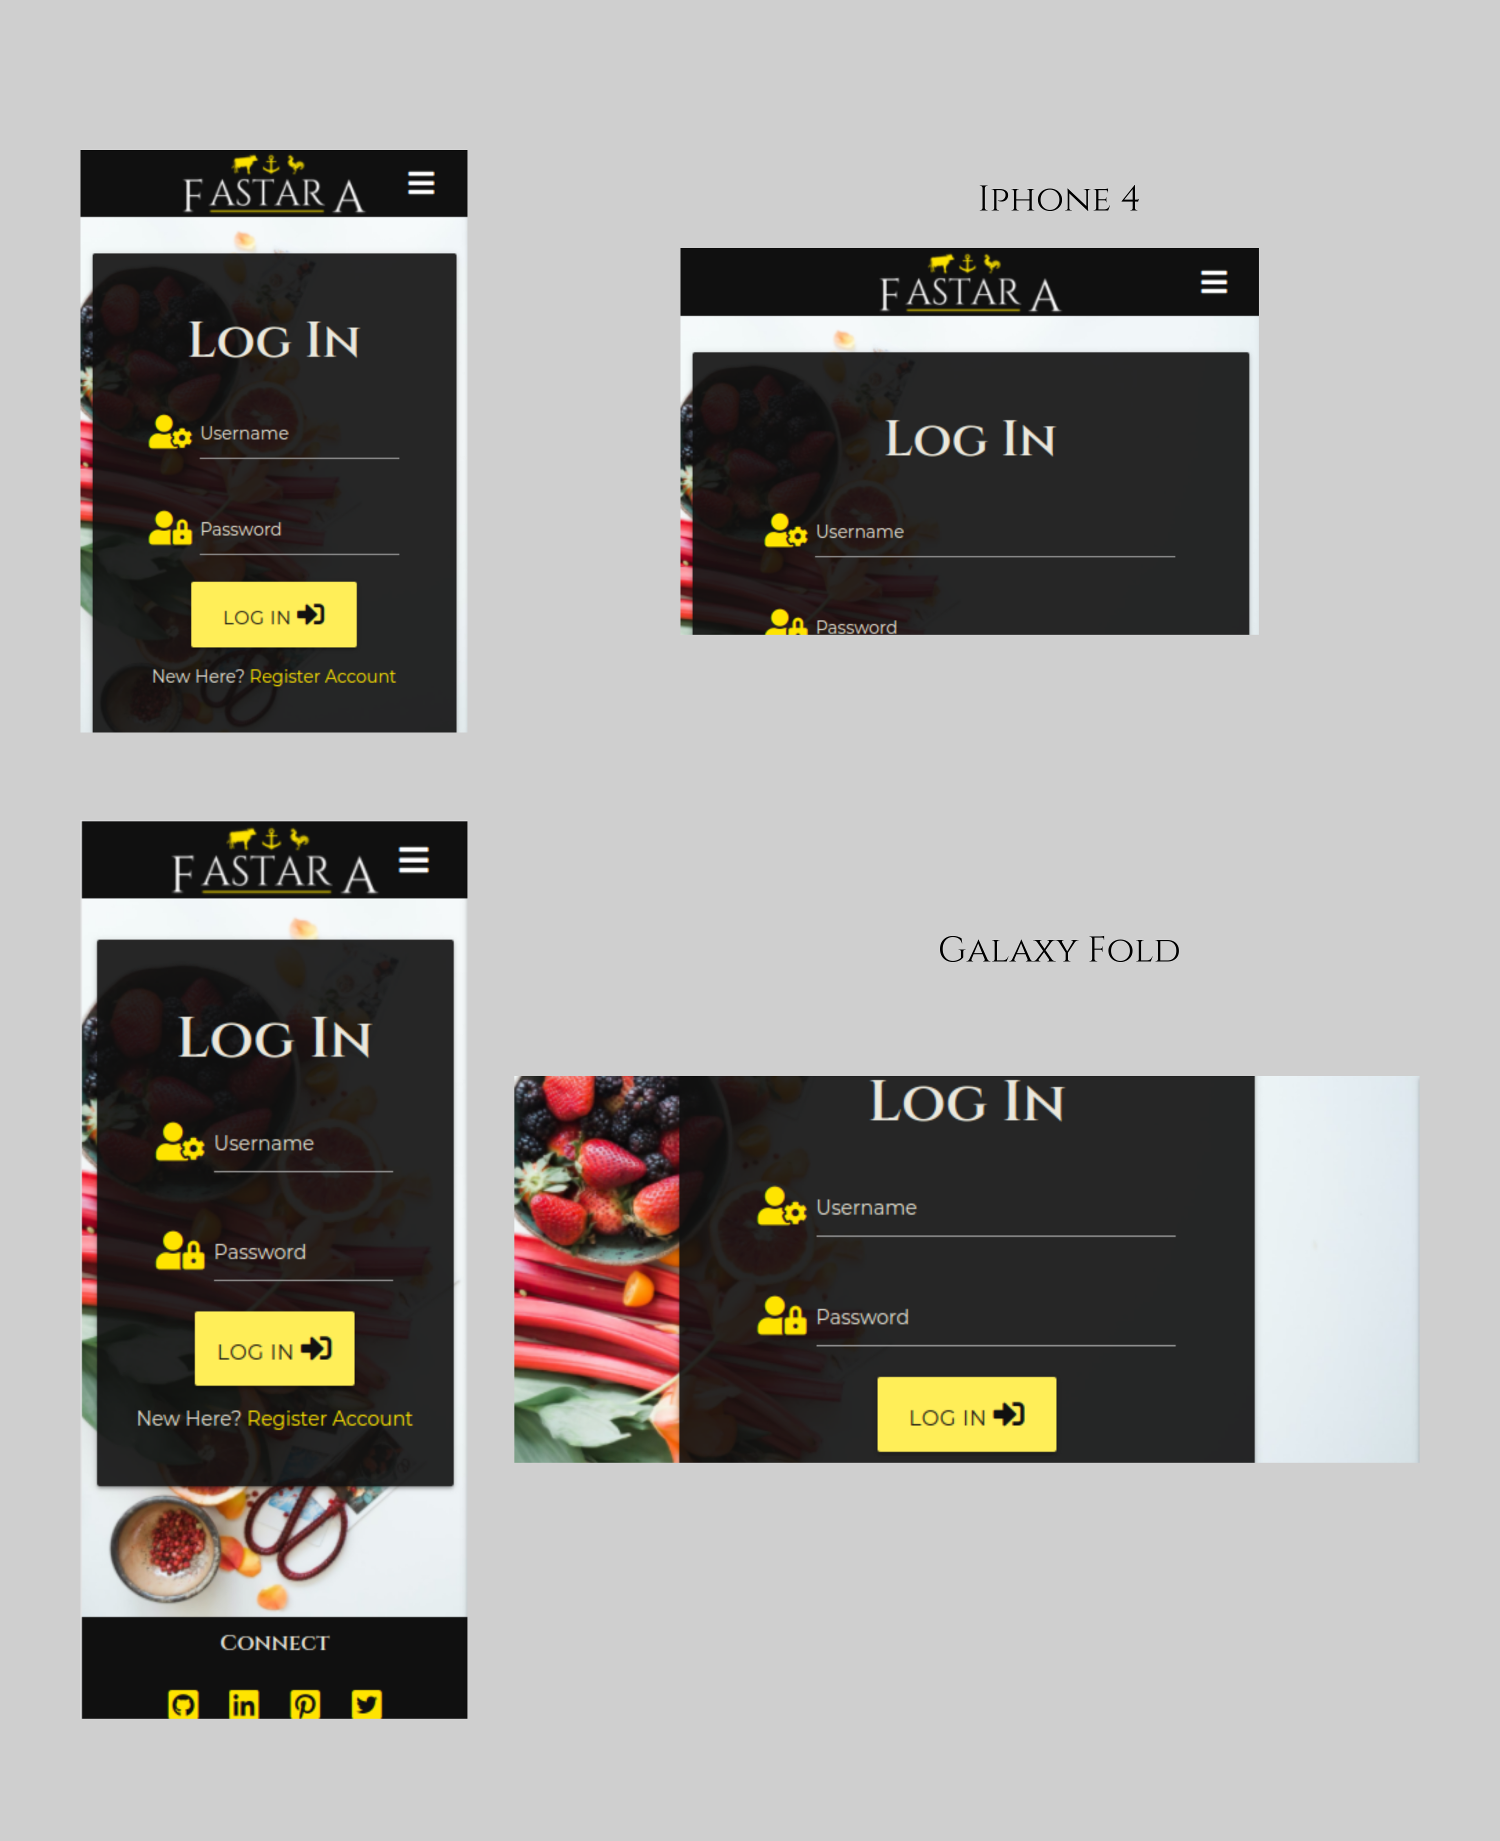 FASTARA
Log In
Username
Password
LOG IN
New Here? Register Account
Iphone 4
FASTARA
Log In
Username
Password
FASTARA
Log In
Username
Password
LOG IN
New Here? Register Account
Connect
in
Galaxy Fold
Log In
Username
Password
LOG IN